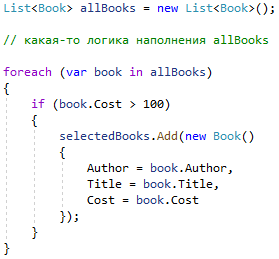 List<Book> allBooks = new List<Book>();
// какая-то логика наполнения allBooks
foreach (var book in allBooks)
{
if (book.Cost > 100)
{
selectedBooks.Add(new Book()
{
Author = book.Author,
Title = book.Title,
Cost = book.Cost
});
}
}